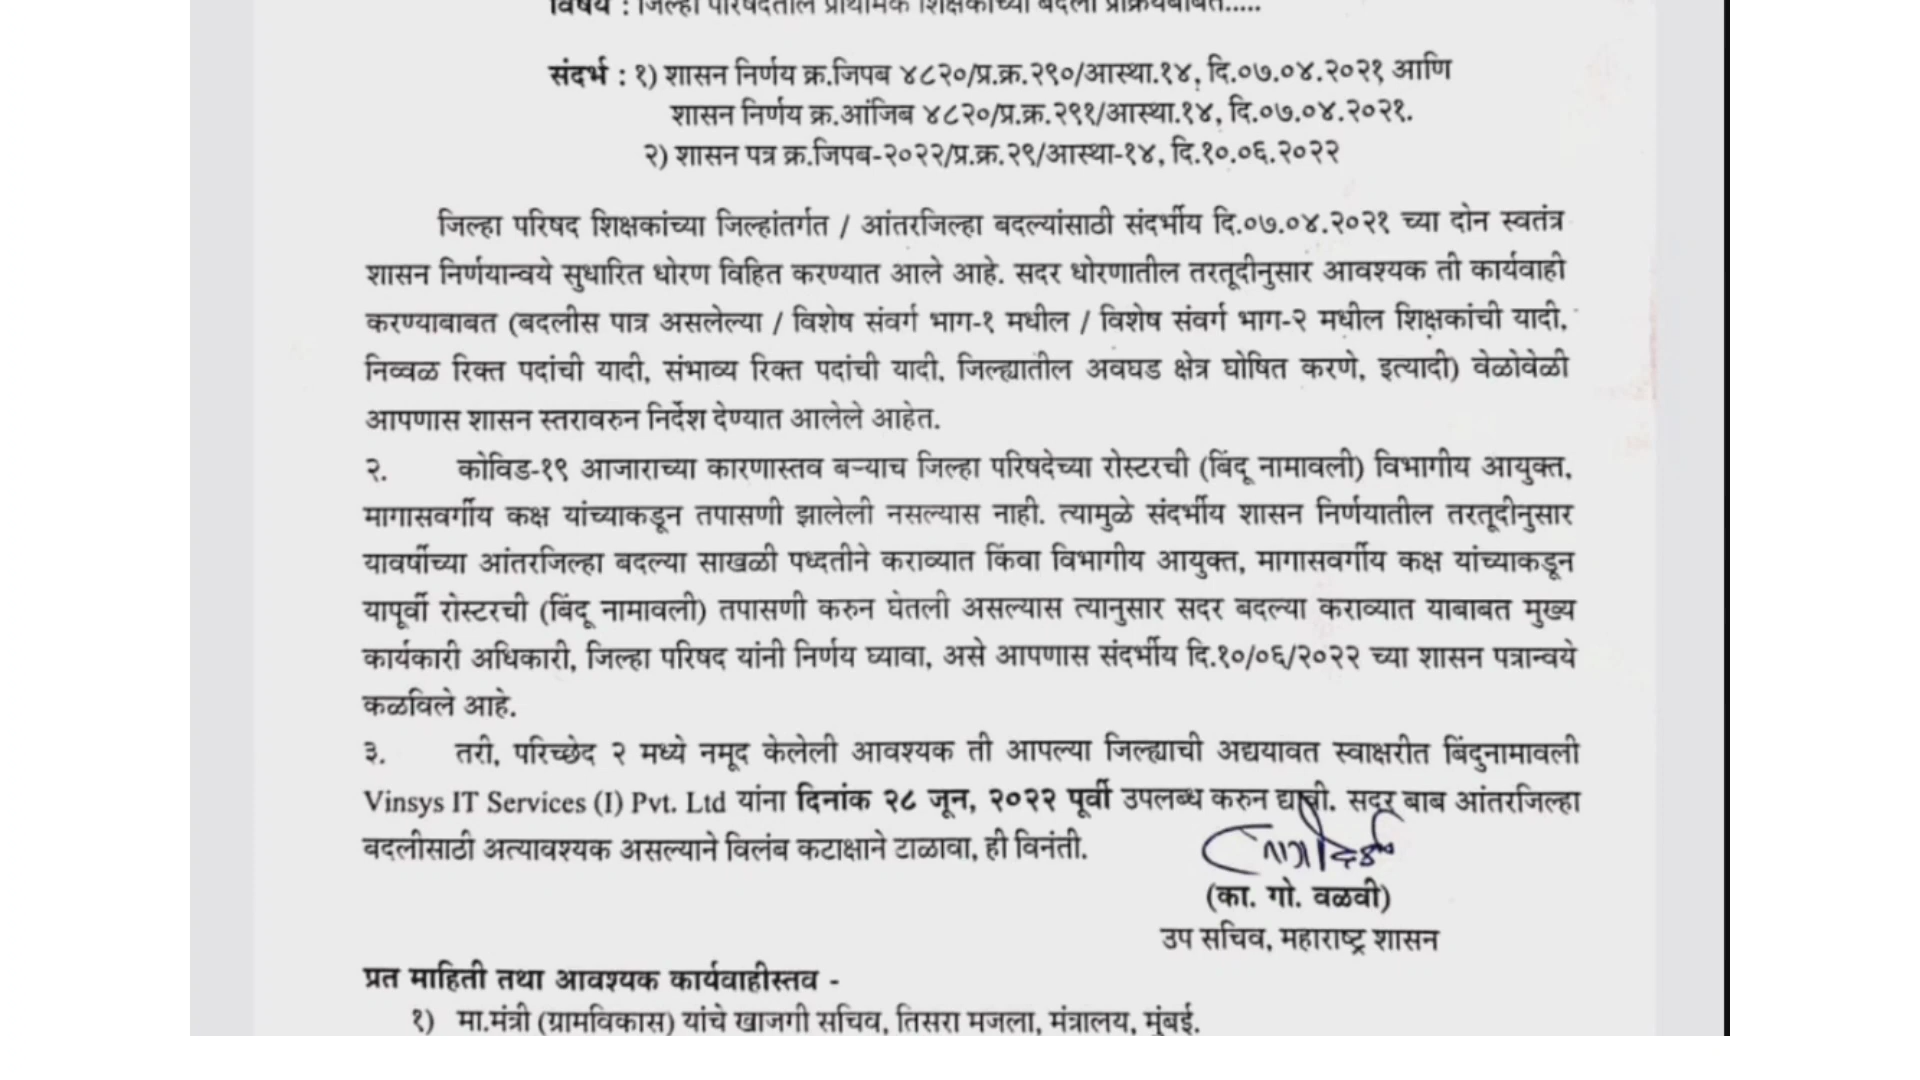 विषय : जिल्हा परिषदेतील प्राथमिक शिक्षकांच्या बदली प्रक्रियेबाबत.....
संदर्भ : १) शासन निर्णय क्र.जिपब ४८२०/प्र.क्र.२९०/आस्था.१४, दि.०७.०४.२०२१ आणि
शासन निर्णय क्र.आंजिब ४८२०/प्र.क्र.२९१/आस्था.१४, दि.०७.०४.२०२१.
२) शासन पत्र क्र.जिपब-२०२२/प्र.क्र.२९/आस्था-१४, दि.१०.०६.२०२२
जिल्हा परिषद शिक्षकांच्या जिल्हांतर्गत / आंतरजिल्हा बदल्यांसाठी संदर्भीय दि.०७.०४.२०२१ च्या दोन स्वतंत्र
शासन निर्णयान्वये सुधारित धोरण विहित करण्यात आले आहे. सदर धोरणातील तरतूदीनुसार आवश्यक ती कार्यवाही
करण्याबाबत (बदलीस पात्र असलेल्या / विशेष संवर्ग भाग-१ मधील / विशेष संवर्ग भाग-२ मधील शिक्षकांची यादी,
निव्वळ रिक्त पदांची यादी, संभाव्य रिक्त पदांची यादी, जिल्ह्यातील अवघड क्षेत्र घोषित करणे, इत्यादी) वेळोवेळी
आपणास शासन स्तरावरुन निर्देश देण्यात आलेले आहेत.
२. कोविड-१९ आजाराच्या कारणास्तव बऱ्याच जिल्हा परिषदेच्या रोस्टरची (बिंदू नामावली) विभागीय आयुक्त,
मागासवर्गीय कक्ष यांच्याकडून तपासणी झालेली नसल्यास नाही. त्यामुळे संदर्भीय शासन निर्णयातील तरतूदीनुसार
यावर्षीच्या आंतरजिल्हा बदल्या साखळी पध्दतीने कराव्यात किंवा विभागीय आयुक्त, मागासवर्गीय कक्ष यांच्याकडून
यापूर्वी रोस्टरची (बिंदू नामावली) तपासणी करुन घेतली असल्यास त्यानुसार सदर बदल्या कराव्यात याबाबत मुख्य
कार्यकारी अधिकारी, जिल्हा परिषद यांनी निर्णय घ्यावा, असे आपणास संदर्भीय दि.१०/०६/२०२२ च्या शासन पत्रान्वये
कळविले आहे.
३. तरी, परिच्छेद २ मध्ये नमूद केलेली आवश्यक ती आपल्या जिल्ह्याची अद्ययावत स्वाक्षरीत बिंदुनामावली
Vinsys IT Services (I) Pvt. Ltd यांना दिनांक २८ जून, २०२२ पूर्वी उपलब्ध करुन द्यावी. सदर बाब आंतरजिल्हा
बदलीसाठी अत्यावश्यक असल्याने विलंब कटाक्षाने टाळावा, ही विनंती.
(का. गो. वळवी)
उप सचिव, महाराष्ट्र शासन
प्रत माहिती तथा आवश्यक कार्यवाहीस्तव -
१) मा.मंत्री (ग्रामविकास) यांचे खाजगी सचिव, तिसरा मजला, मंत्रालय, मुंबई.